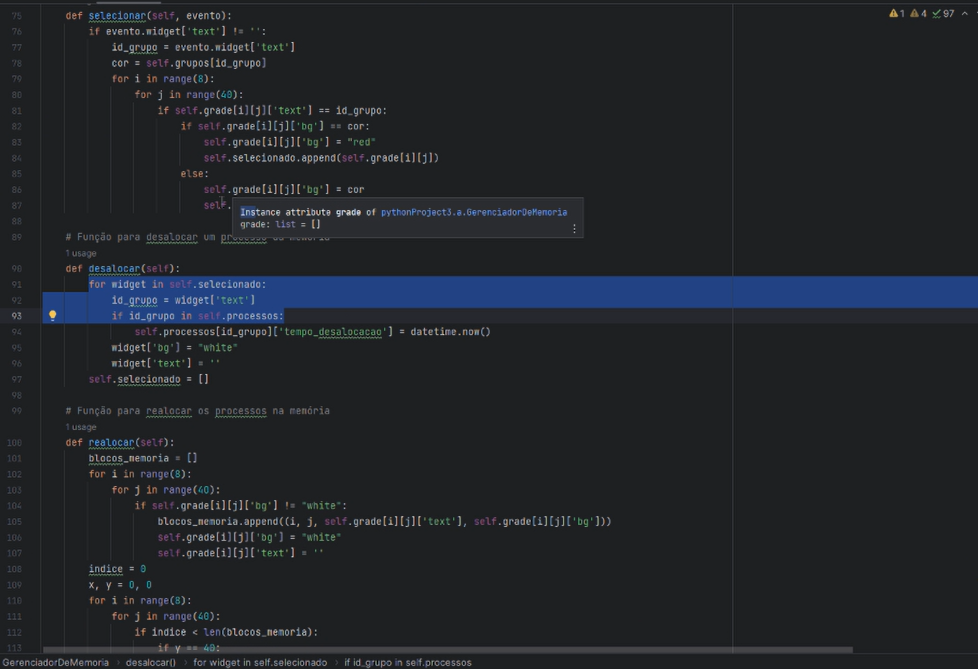 75 def selecionar(self, evento):
1 4 97
76 if evento.widget['text'] != '':
77 id_grupo = evento.widget['text']
78 cor = self.grupos[id_grupo]
79 for i in range(8):
80 for j in range(40):
81 if self.grade[i][j]['text'] == id_grupo:
82 if self.grade[i][j]['bg'] == cor:
83 self.grade[i][j]['bg'] = "red"
84 self.selecionado.append(self.grade[i][j])
85 else:
86 self.grade[i][j]['bg'] = cor
87 self.
Instance attribute grade of pythonProject3.a.GerenciadorDeMemoria
grade: list = []
88
89 # Função para desalocar um processo da memória
1 usage
90 def desalocar(self):
91 for widget in self.selecionado:
92 id_grupo = widget['text']
93 if id_grupo in self.processos:
94 self.processos[id_grupo]['tempo_desalocacao'] = datetime.now()
95 widget['bg'] = "white"
96 widget['text'] = ''
97 self.selecionado = []
98
99 # Função para realocar os processos na memória
1 usage
100 def realocar(self):
101 blocos_memoria = []
102 for i in range(8):
103 for j in range(40):
104 if self.grade[i][j]['bg'] != "white":
105 blocos_memoria.append((i, j, self.grade[i][j]['text'], self.grade[i][j]['bg']))
106 self.grade[i][j]['bg'] = "white"
107 self.grade[i][j]['text'] = ''
108 indice = 0
109 x, y = 0, 0
110 for i in range(8):
111 for j in range(40):
112 if indice < len(blocos_memoria):
113 if y == 40:
GerenciadorDeMemoria › desalocar() › for widget in self.selecionado › if id_grupo in self.processos